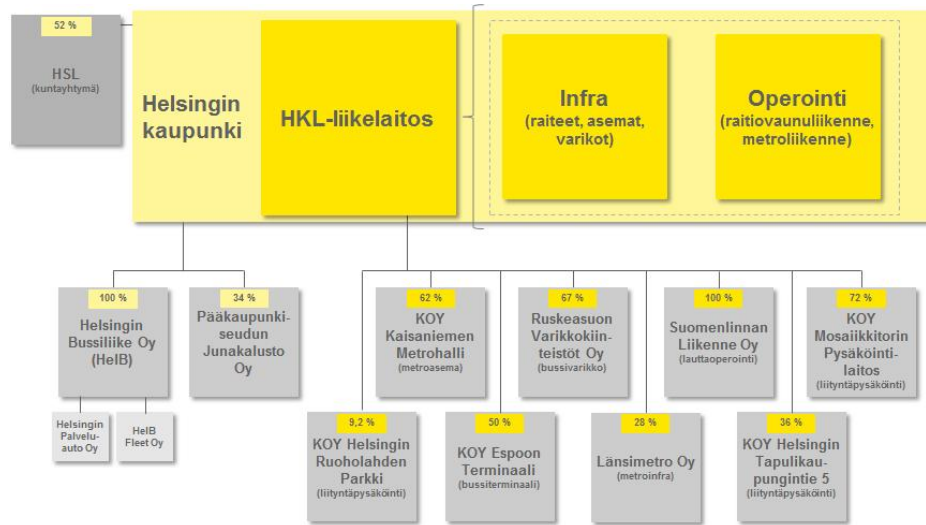 52 %
HSL
(kuntayhtymä)
Helsingin
kaupunki
HKL-liikelaitos
Infra
(raiteet, asemat,
varikot)
Operointi
(raitiovaunuliikenne,
metroliikenne)
100 %
Helsingin
Bussiliike Oy
(HelB)
34 %
Pääkaupunki-
seudun
Junakalusto
Oy
62 %
KOY
Kaisaniemen
Metrohalli
(metroasema)
67 %
Ruskeasuon
Varikkokiin-
teistöt Oy
(bussivarikko)
100 %
Suomenlinnan
Liikenne Oy
(lauttaoperointi)
72 %
KOY
Mosaiikkitorin
Pysäköinti-
laitos
(liityntäpysäköinti)
Helsingin
Palvelu-
auto Oy
HelB
Fleet Oy
9,2 %
KOY Helsingin
Ruoholahden
Parkki
(liityntäpysäköinti)
50 %
KOY Espoon
Terminaali
(bussiterminaali)
28 %
Länsimetro Oy
(metroinfra)
36 %
KOY Helsingin
Tapulikau-
pungintie 5
(liityntäpysäköinti)